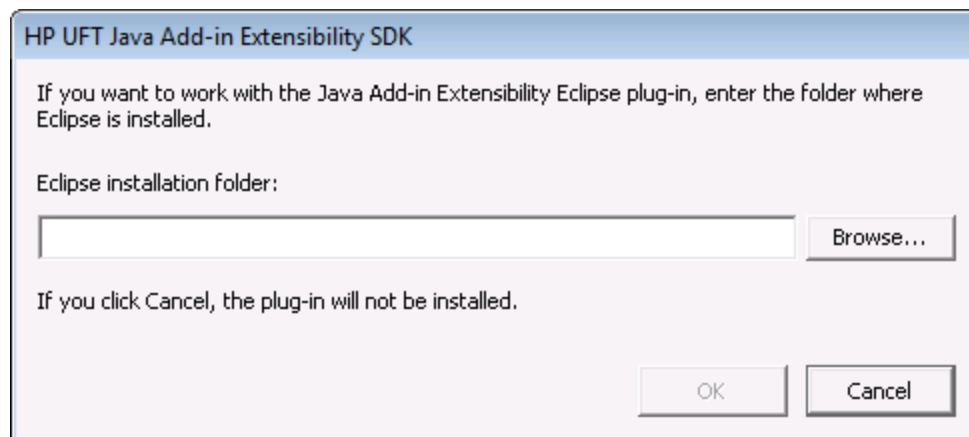 HP UFT Java Add-in Extensibility SDK
If you want to work with the Java Add-in Extensibility Eclipse plug-in, enter the folder where
Eclipse is installed.
Eclipse installation folder:
Browse...
If you click Cancel, the plug-in will not be installed.
OK
Cancel